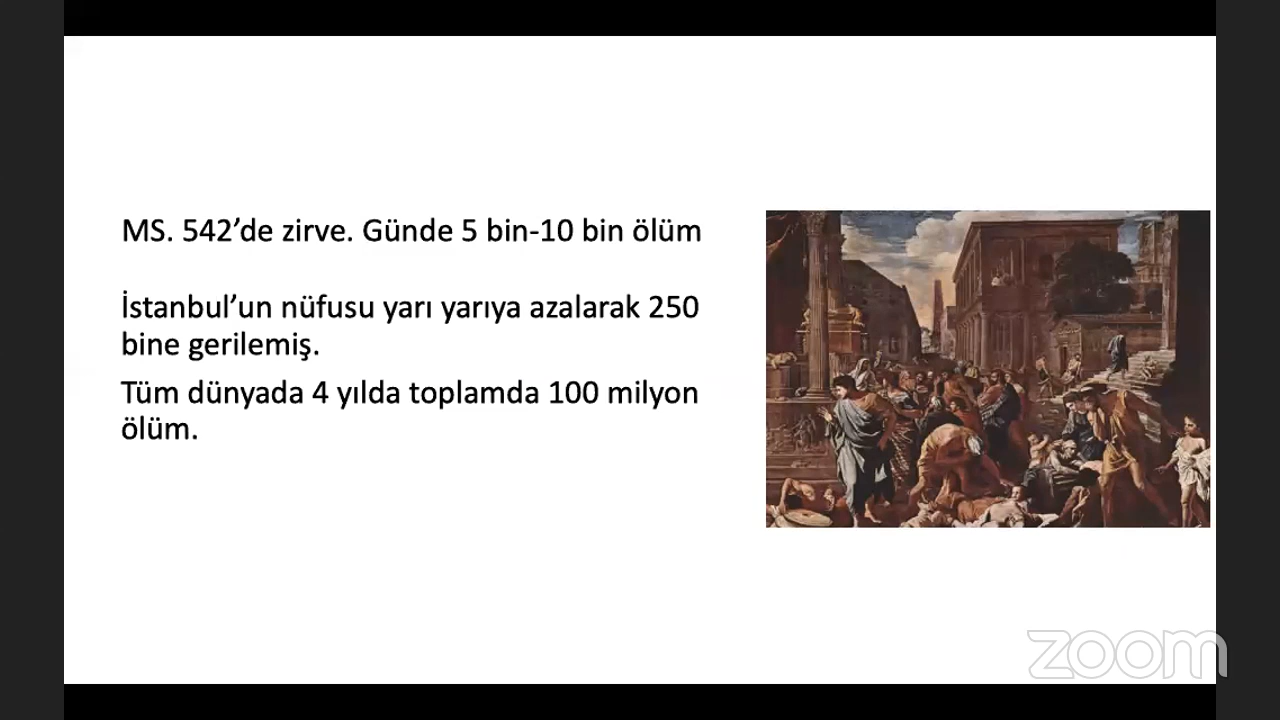 MS. 542’de zirve. Günde 5 bin-10 bin ölüm
İstanbul’un nüfusu yarı yarıya azalarak 250
bine gerilemiş.
Tüm dünyada 4 yılda toplamda 100 milyon
ölüm.
zoom